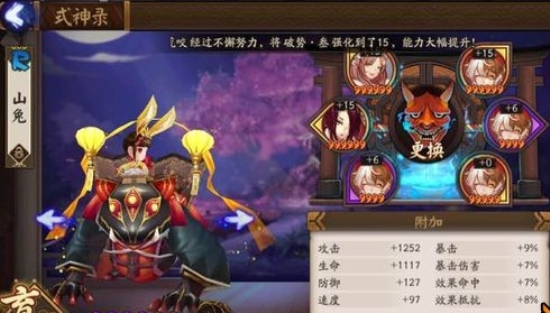 式神录
咬 经过不懈努力，将 破势·叁 强化到了15，能力大幅提升！
R
山兔
+15
+15
+15
+6
+6
+0
更换
附加
攻击 +1252 暴击 +9%
生命 +1117 暴击伤害 +7%
防御 +127 效果命中 +7%
速度 +97 效果抵抗 +8%